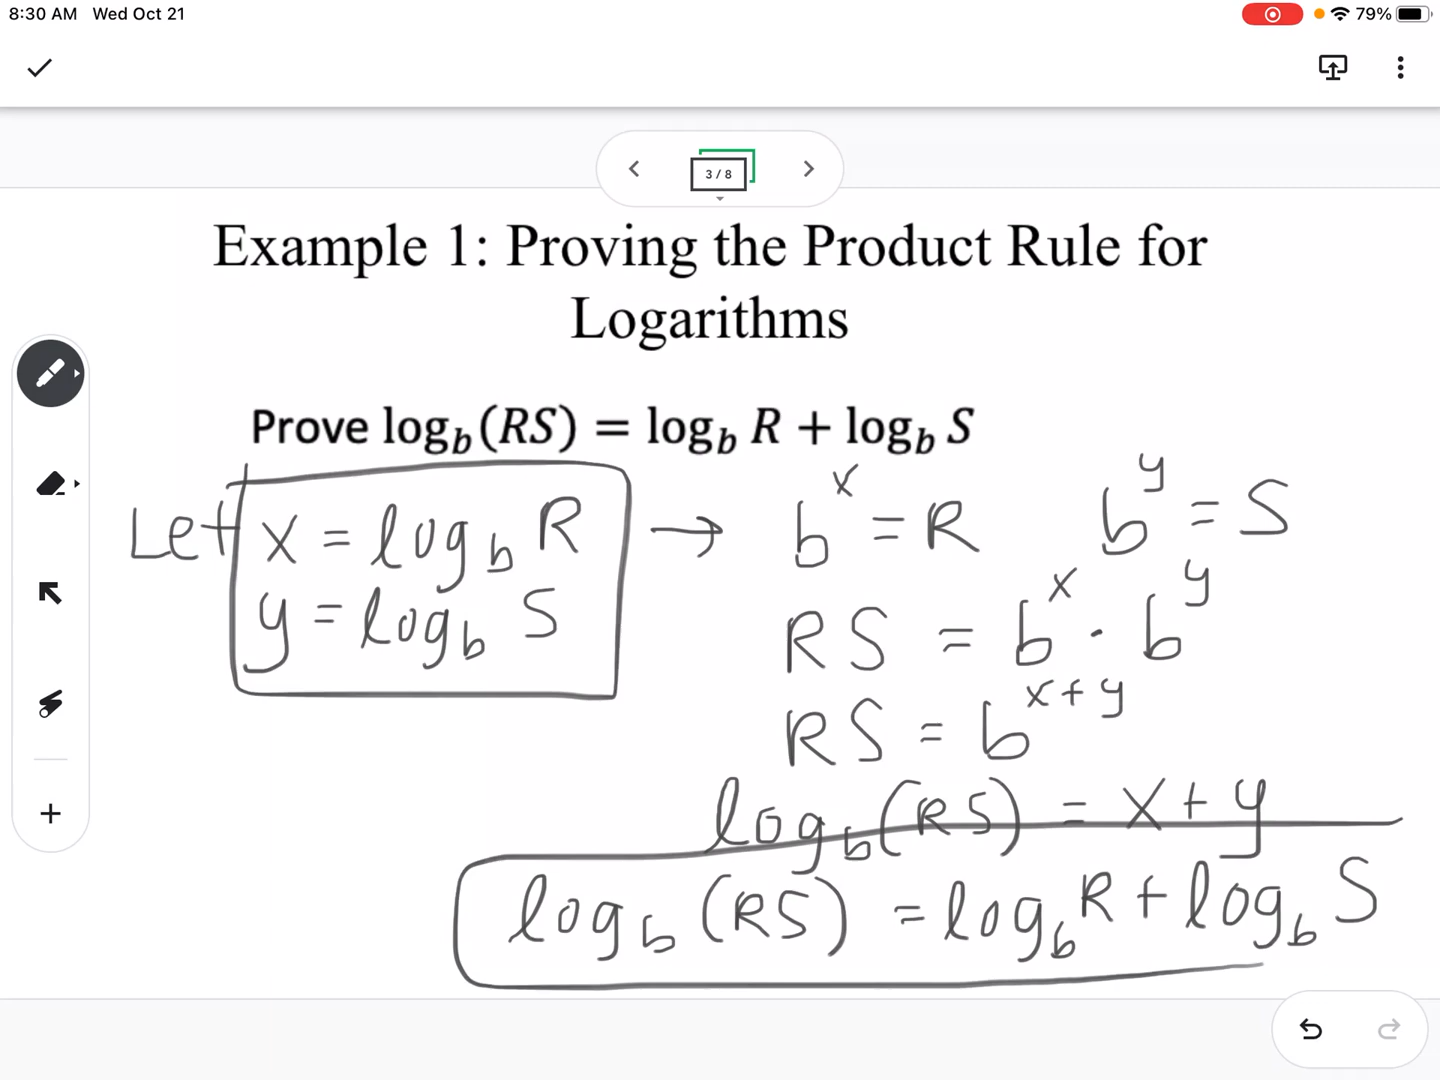 8:30 AM Wed Oct 21 79%
3 / 8
Example 1: Proving the Product Rule for
Logarithms
Prove log_b(RS) = log_b R + log_b S
Let x = log_b R → b^x = R b^y = S
y = log_b S
RS = b^x · b^y
RS = b^(x+y)
log_b(RS) = x + y
log_b(RS) = log_b R + log_b S